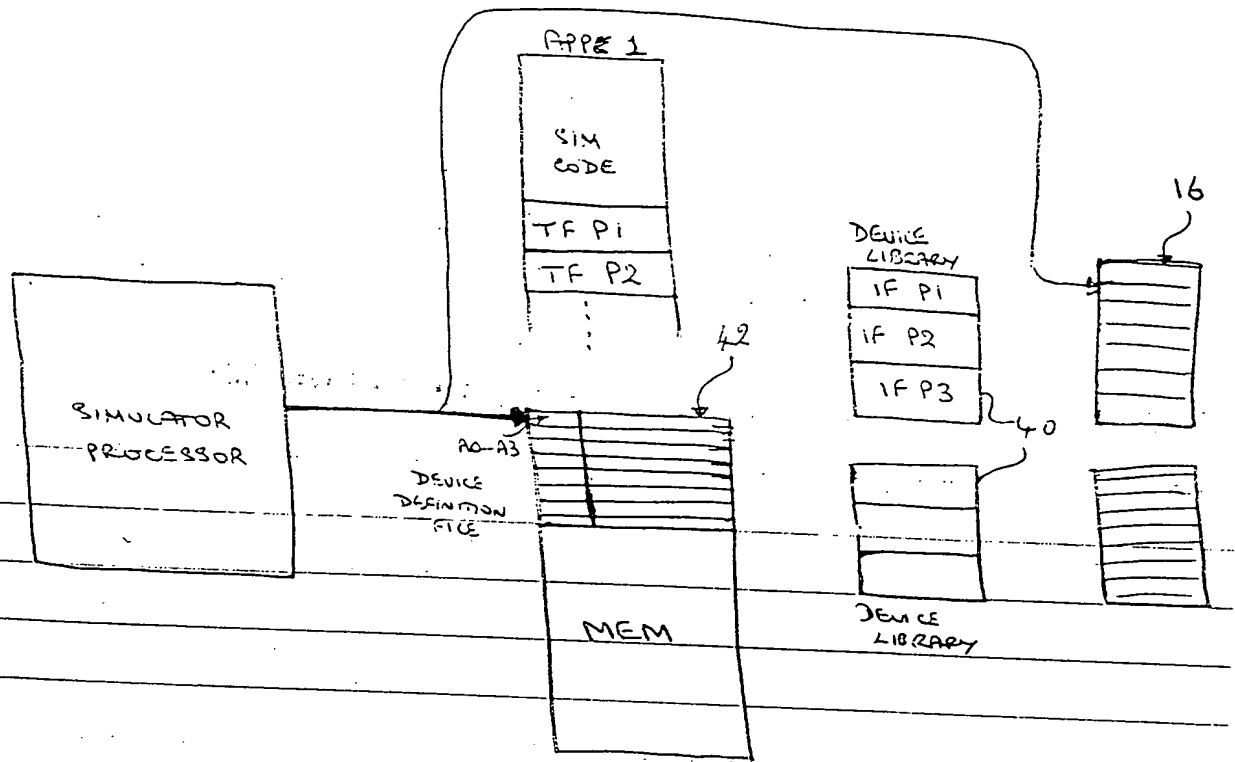 APPE 1
SIM
CODE
TF P1
TF P2
16
DEVICE
LIBRARY
IF P1
IF P2
IF P3
42
40
SIMULATOR
PROCESSOR
A0-A3
DEVICE
DEFINITION
FILE
MEM
DEVICE
LIBRARY